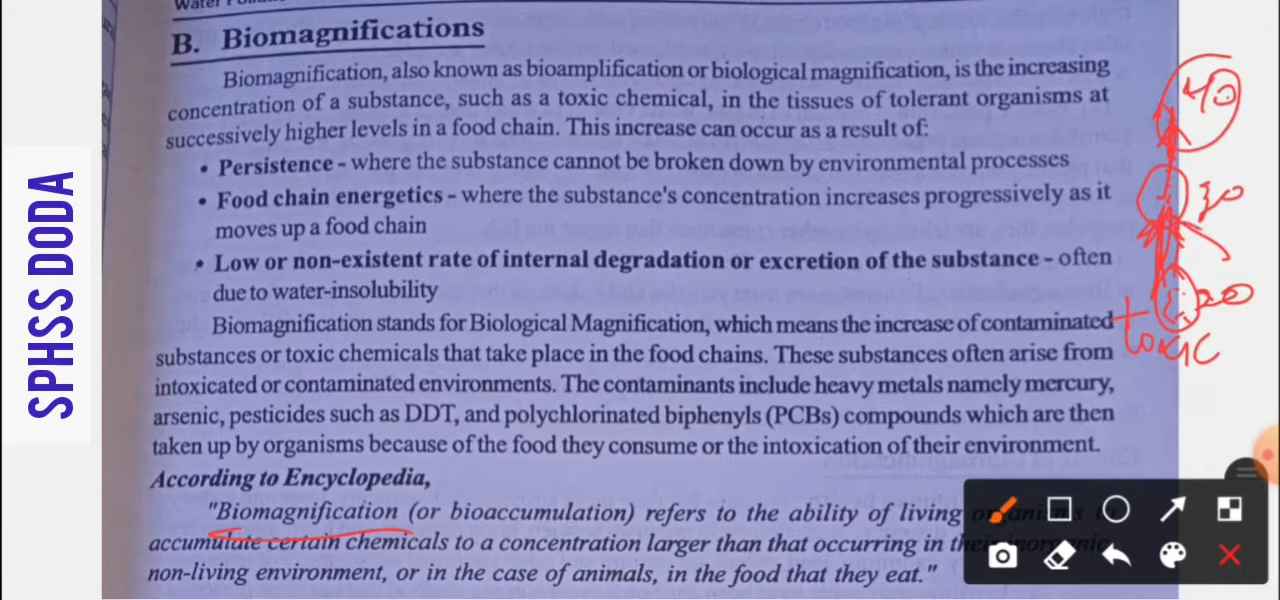 Water Pollu
B. Biomagnifications
Biomagnification, also known as bioamplification or biological magnification, is the increasing
concentration of a substance, such as a toxic chemical, in the tissues of tolerant organisms at
successively higher levels in a food chain. This increase can occur as a result of:
• Persistence - where the substance cannot be broken down by environmental processes
• Food chain energetics - where the substance's concentration increases progressively as it
moves up a food chain
• Low or non-existent rate of internal degradation or excretion of the substance - often
due to water-insolubility
Biomagnification stands for Biological Magnification, which means the increase of contaminated
substances or toxic chemicals that take place in the food chains. These substances often arise from
intoxicated or contaminated environments. The contaminants include heavy metals namely mercury,
arsenic, pesticides such as DDT, and polychlorinated biphenyls (PCBs) compounds which are then
taken up by organisms because of the food they consume or the intoxication of their environment.
According to Encyclopedia,
"Biomagnification (or bioaccumulation) refers to the ability of living organisms to
accumulate certain chemicals to a concentration larger than that occurring in their inorganic
non-living environment, or in the case of animals, in the food that they eat."
SPHSS DODA
40
30
20
toxic